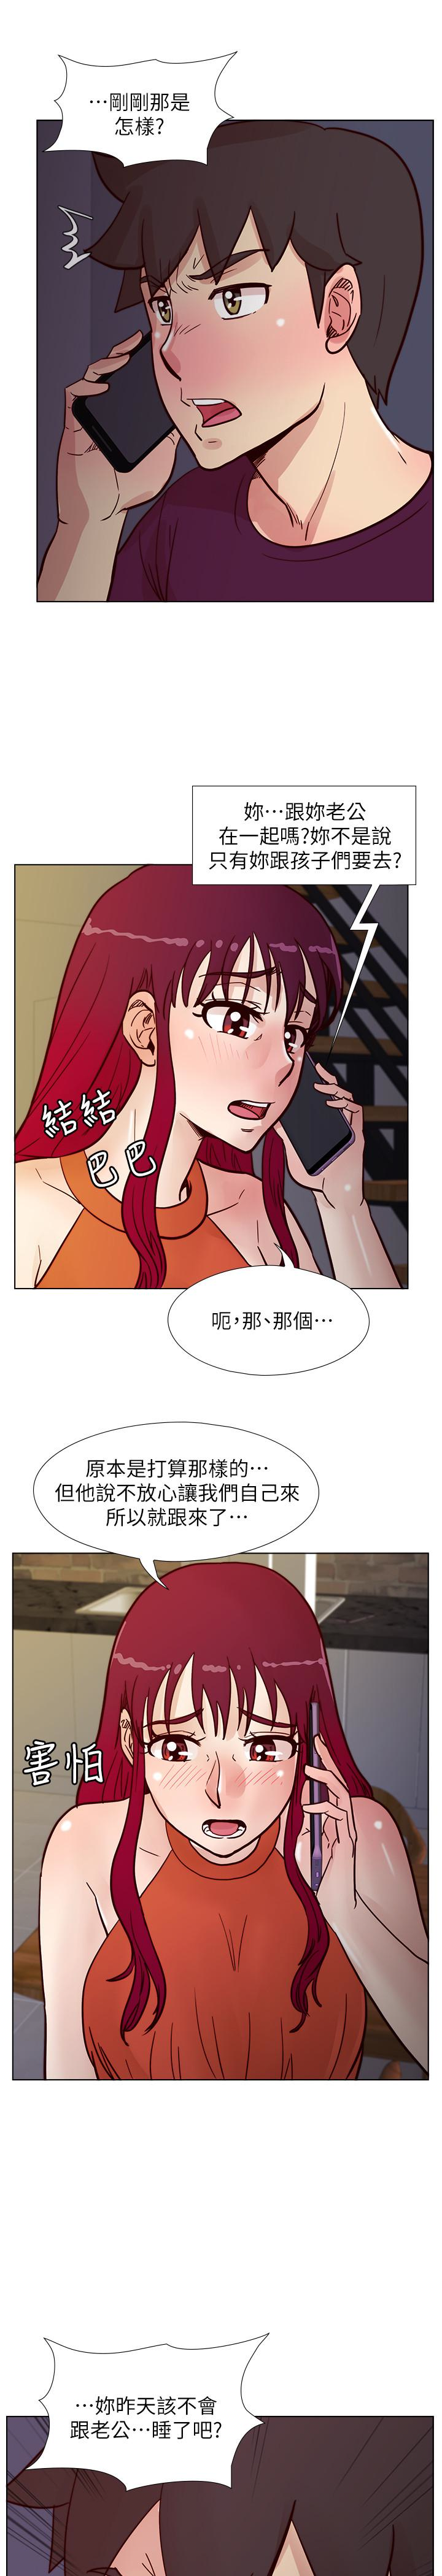 …剛剛那是
怎樣?
妳…跟妳老公
在一起嗎?妳不是說
只有妳跟孩子們要去?
結結
巴巴
呃，那、那個…
原本是打算那樣的…
但他說不放心讓我們自己來
所以就跟來了…
害怕
…妳昨天該不會
跟老公…睡了吧?